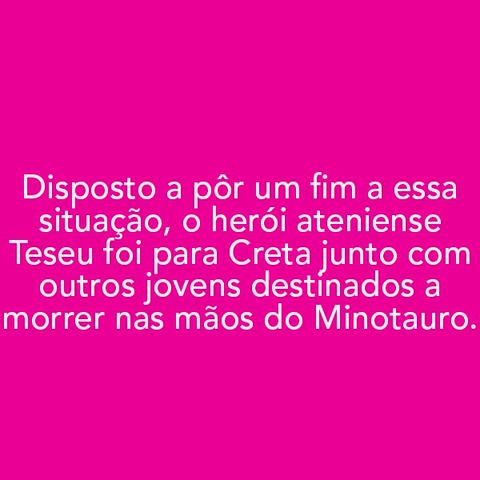 Disposto a pôr um fim a essa
situação, o herói ateniense
Teseu foi para Creta junto com
outros jovens destinados a
morrer nas mãos do Minotauro.